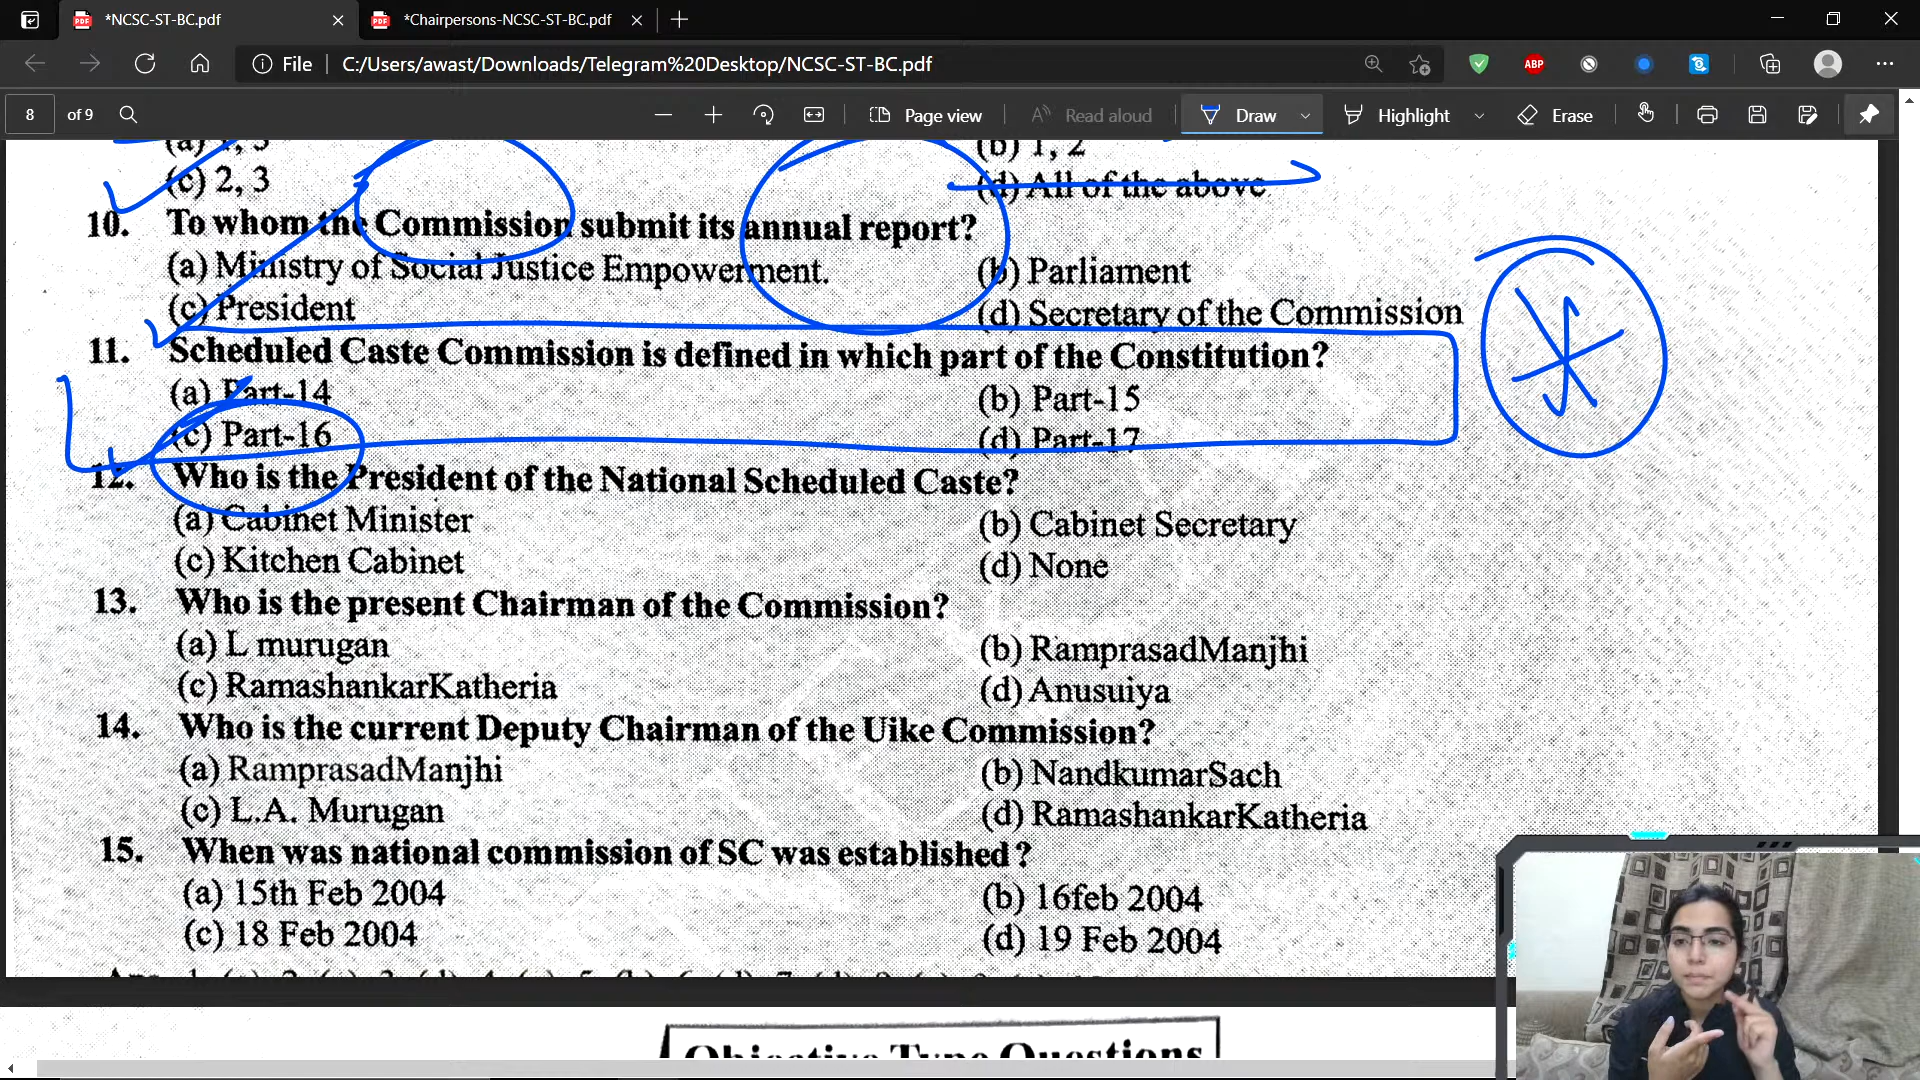 *NCSC-ST-BC.pdf
*Chairpersons-NCSC-ST-BC.pdf
File C:/Users/awast/Downloads/Telegram%20Desktop/NCSC-ST-BC.pdf
ABP
8 of 9 Page view Read aloud Draw Highlight Erase
(a) 1, 3 (b) 1, 2
(c) 2, 3 (d) All of the above
10. To whom the Commission submit its annual report?
(a) Ministry of Social Justice Empowerment. (b) Parliament
(c) President (d) Secretary of the Commission
11. Scheduled Caste Commission is defined in which part of the Constitution?
(a) Part-14 (b) Part-15
(c) Part-16 (d) Part-17
12. Who is the President of the National Scheduled Caste?
(a) Cabinet Minister (b) Cabinet Secretary
(c) Kitchen Cabinet (d) None
13. Who is the present Chairman of the Commission?
(a) L murugan (b) RamprasadManjhi
(c) RamashankarKatheria (d) Anusuiya
14. Who is the current Deputy Chairman of the Uike Commission?
(a) RamprasadManjhi (b) NandkumarSach
(c) L.A. Murugan (d) RamashankarKatheria
15. When was national commission of SC was established ?
(a) 15th Feb 2004 (b) 16feb 2004
(c) 18 Feb 2004 (d) 19 Feb 2004
Objective Type Questions